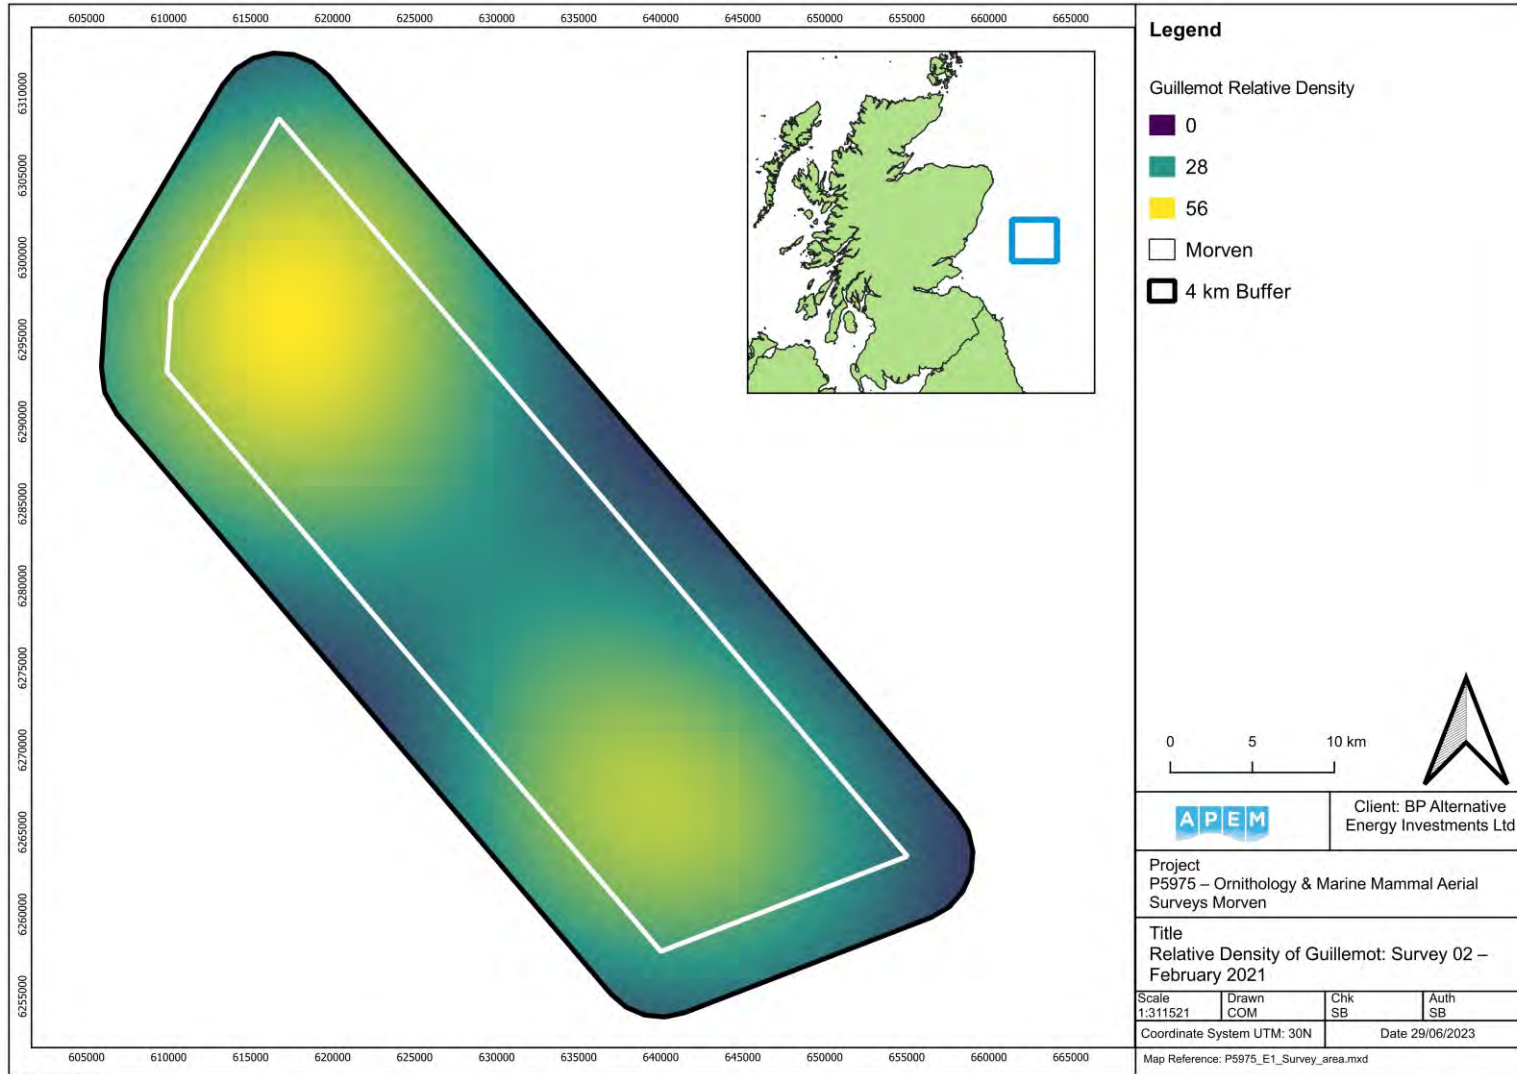 605000 610000 615000 620000 625000 630000 635000 640000 645000 650000 655000 660000 665000
6310000
6305000
6300000
6295000
6290000
6285000
6280000
6275000
6270000
6265000
6260000
6255000
605000 610000 615000 620000 625000 630000 635000 640000 645000 650000 655000 660000 665000
Legend
Guillemot Relative Density
0
28
56
Morven
4 km Buffer
0 5 10 km
APEM
Client: BP Alternative
Energy Investments Ltd
Project
P5975 – Ornithology & Marine Mammal Aerial
Surveys Morven
Title
Relative Density of Guillemot: Survey 02 –
February 2021
Scale Drawn Chk Auth
1:311521 COM SB SB
Coordinate System UTM: 30N Date 29/06/2023
Map Reference: P5975_E1_Survey_area.mxd